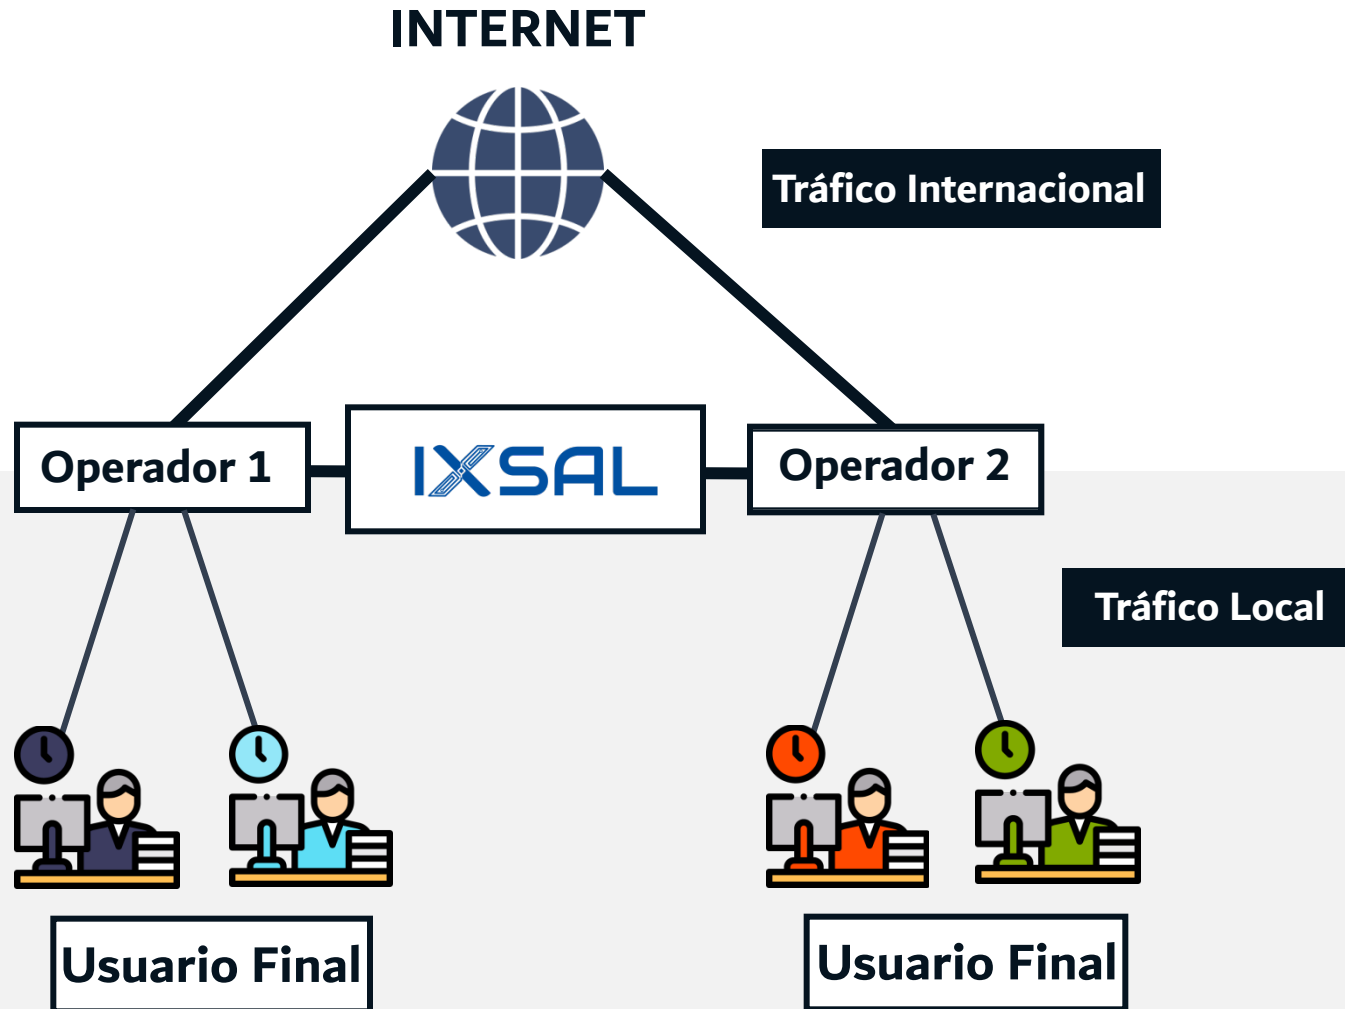 INTERNET
Tráfico Internacional
Operador 1
IXSAL
Operador 2
Tráfico Local
Usuario Final
Usuario Final